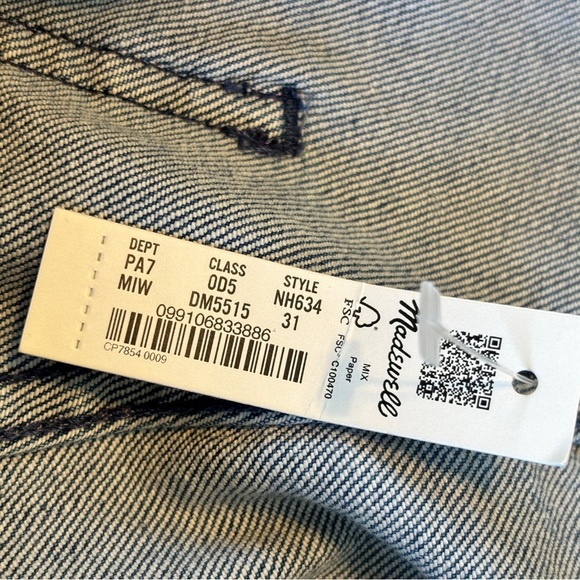 DEPT CLASS STYLE
PA7 0D5 NH634
MIW DM5515 31
099106833886
CP7854 0009
FSC
MIX
Paper
FSC® C100470
Madewell